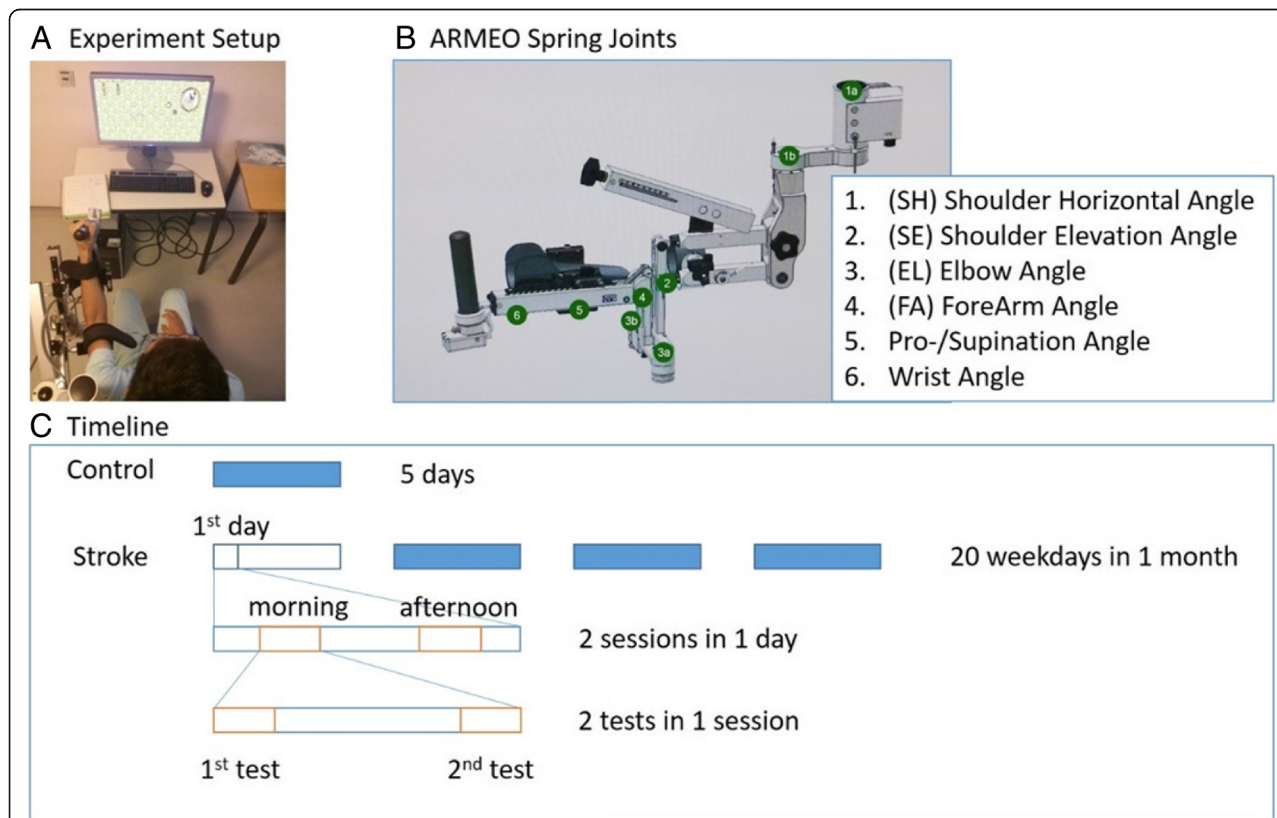 A Experiment Setup
B ARMEO Spring Joints
1a
1b
2
4
3b
3a
5
6
1. (SH) Shoulder Horizontal Angle
2. (SE) Shoulder Elevation Angle
3. (EL) Elbow Angle
4. (FA) ForeArm Angle
5. Pro-/Supination Angle
6. Wrist Angle
C Timeline
Control
5 days
1st day
Stroke
20 weekdays in 1 month
morning afternoon
2 sessions in 1 day
2 tests in 1 session
1st test
2nd test